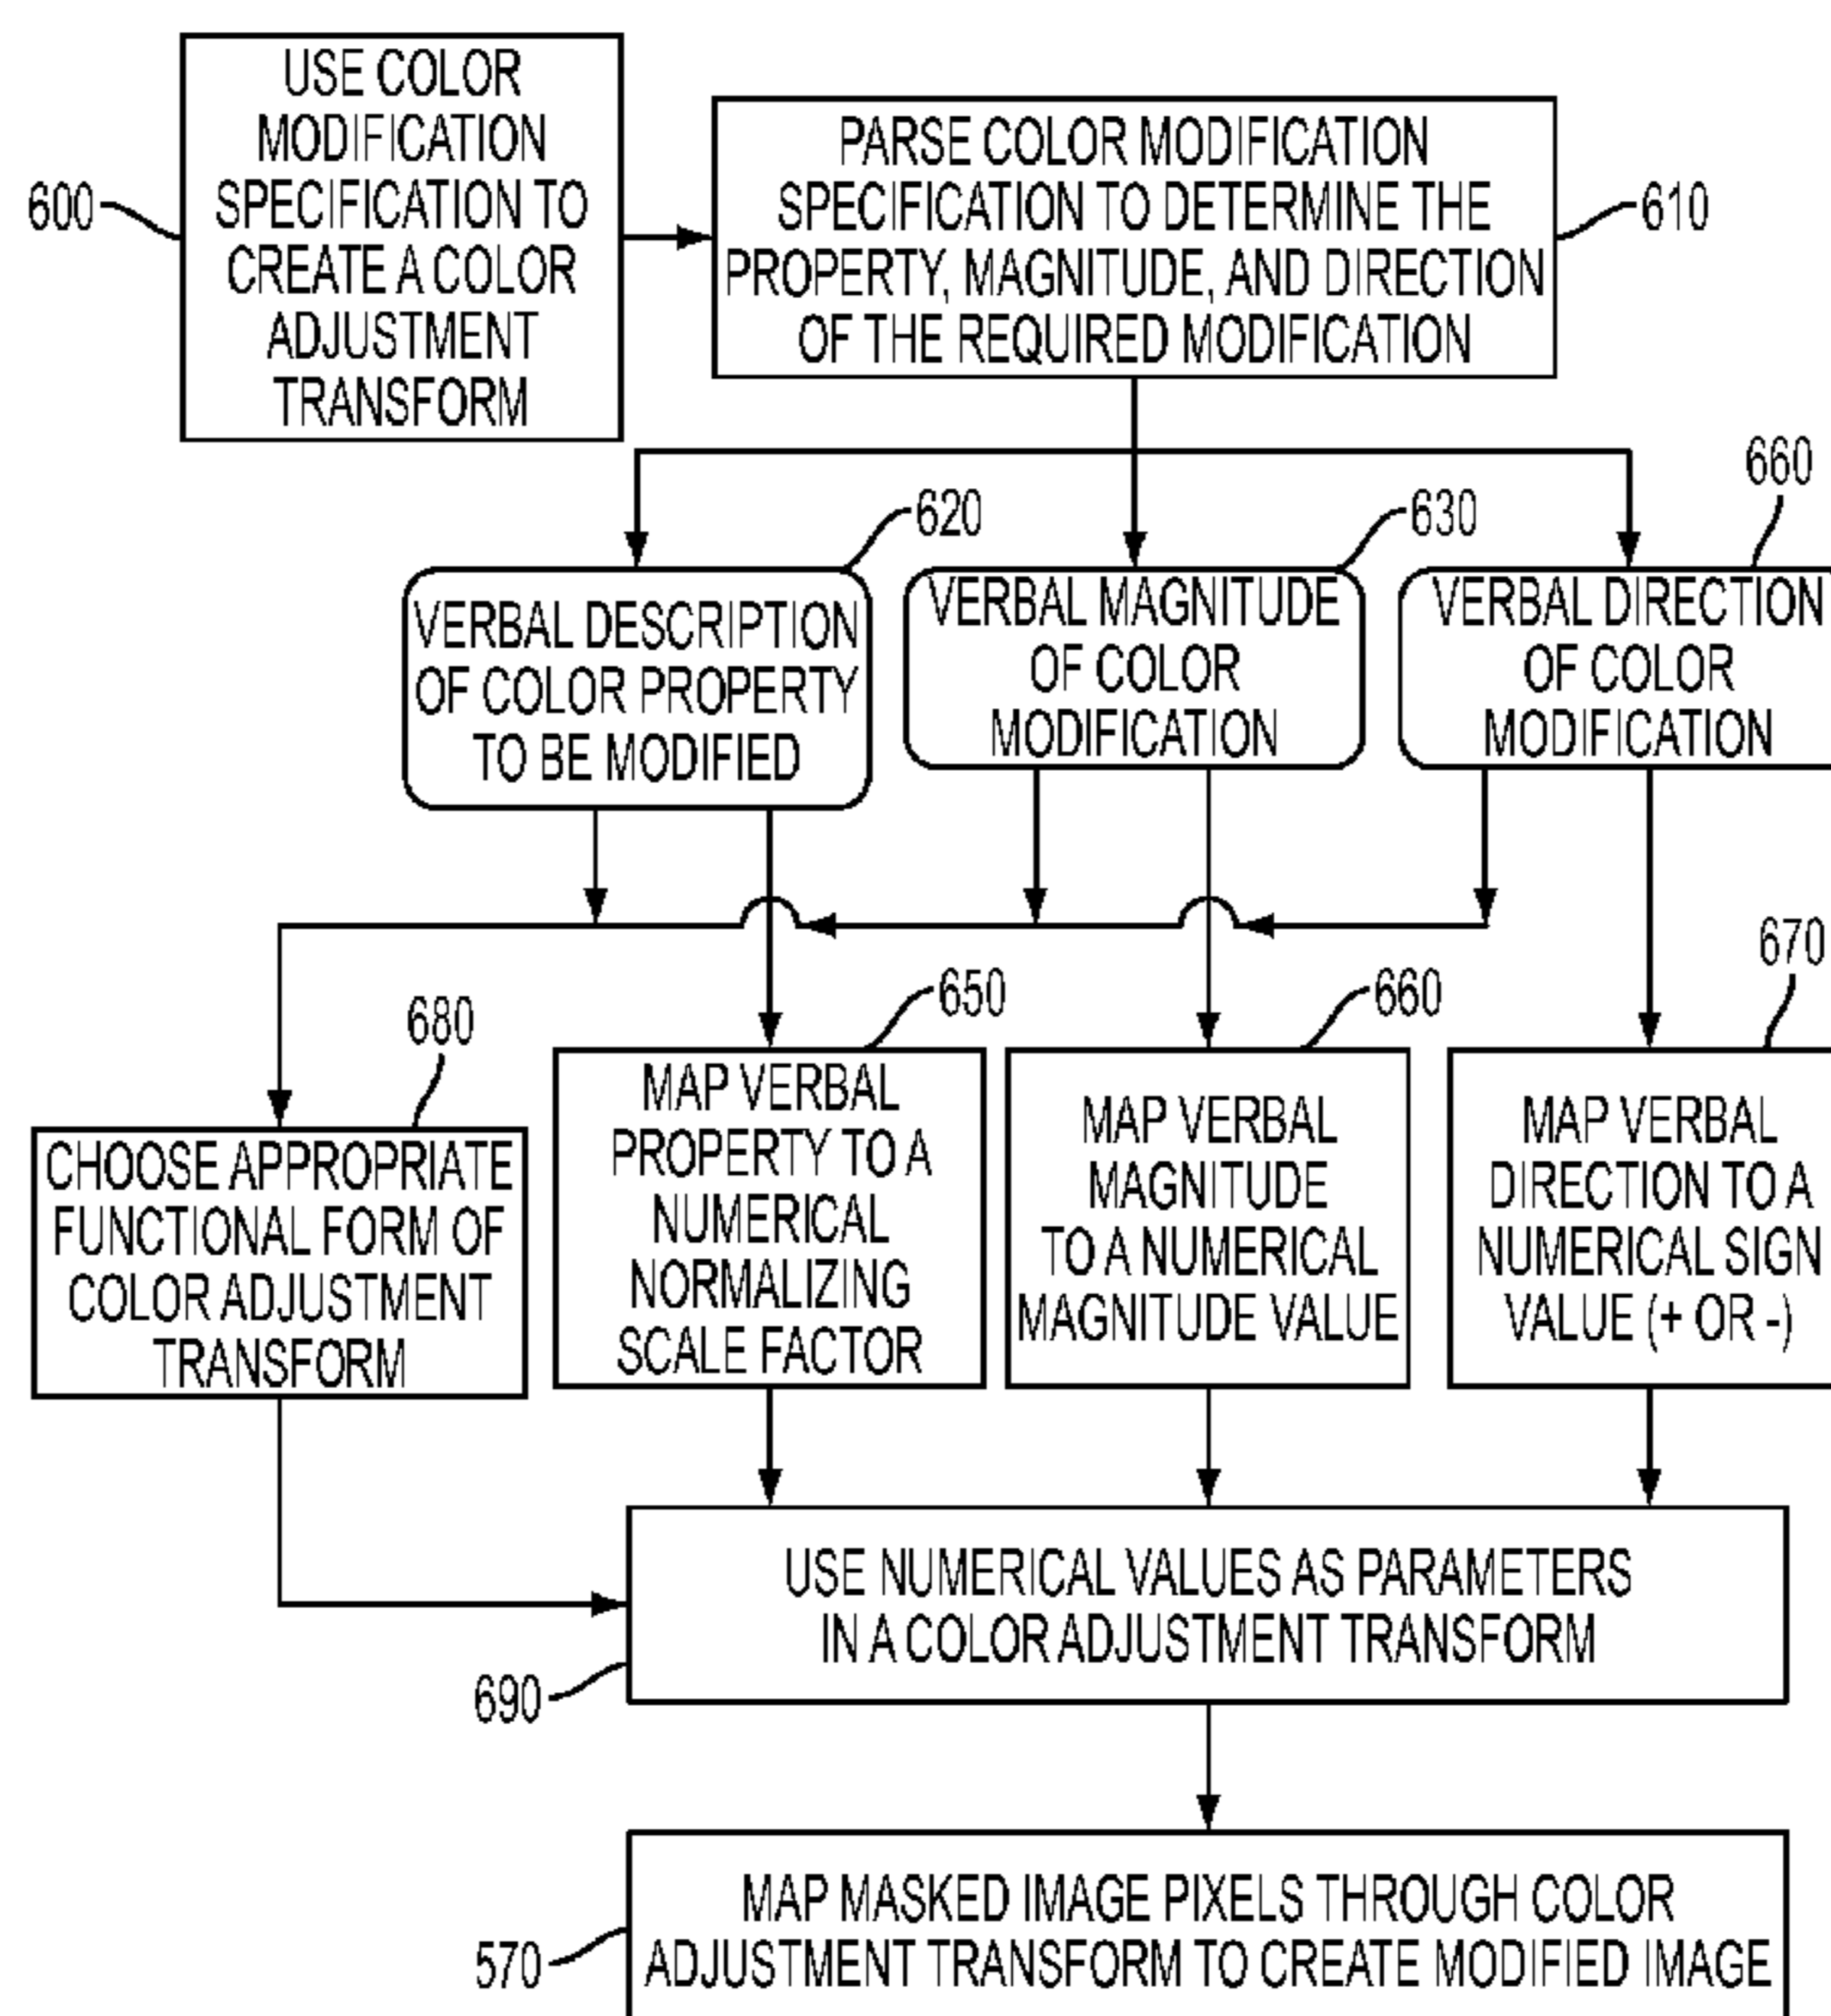 USE COLOR
MODIFICATION
SPECIFICATION TO
CREATE A COLOR
ADJUSTMENT
TRANSFORM
600
PARSE COLOR MODIFICATION
SPECIFICATION TO DETERMINE THE
PROPERTY, MAGNITUDE, AND DIRECTION
OF THE REQUIRED MODIFICATION
610
620
630
660
VERBAL DESCRIPTION
OF COLOR PROPERTY
TO BE MODIFIED
VERBAL MAGNITUDE
OF COLOR
MODIFICATION
VERBAL DIRECTION
OF COLOR
MODIFICATION
680
650
660
670
CHOOSE APPROPRIATE
FUNCTIONAL FORM OF
COLOR ADJUSTMENT
TRANSFORM
MAP VERBAL
PROPERTY TO A
NUMERICAL
NORMALIZING
SCALE FACTOR
MAP VERBAL
MAGNITUDE
TO A NUMERICAL
MAGNITUDE VALUE
MAP VERBAL
DIRECTION TO A
NUMERICAL SIGN
VALUE (+ OR -)
USE NUMERICAL VALUES AS PARAMETERS
IN A COLOR ADJUSTMENT TRANSFORM
690
MAP MASKED IMAGE PIXELS THROUGH COLOR
ADJUSTMENT TRANSFORM TO CREATE MODIFIED IMAGE
570